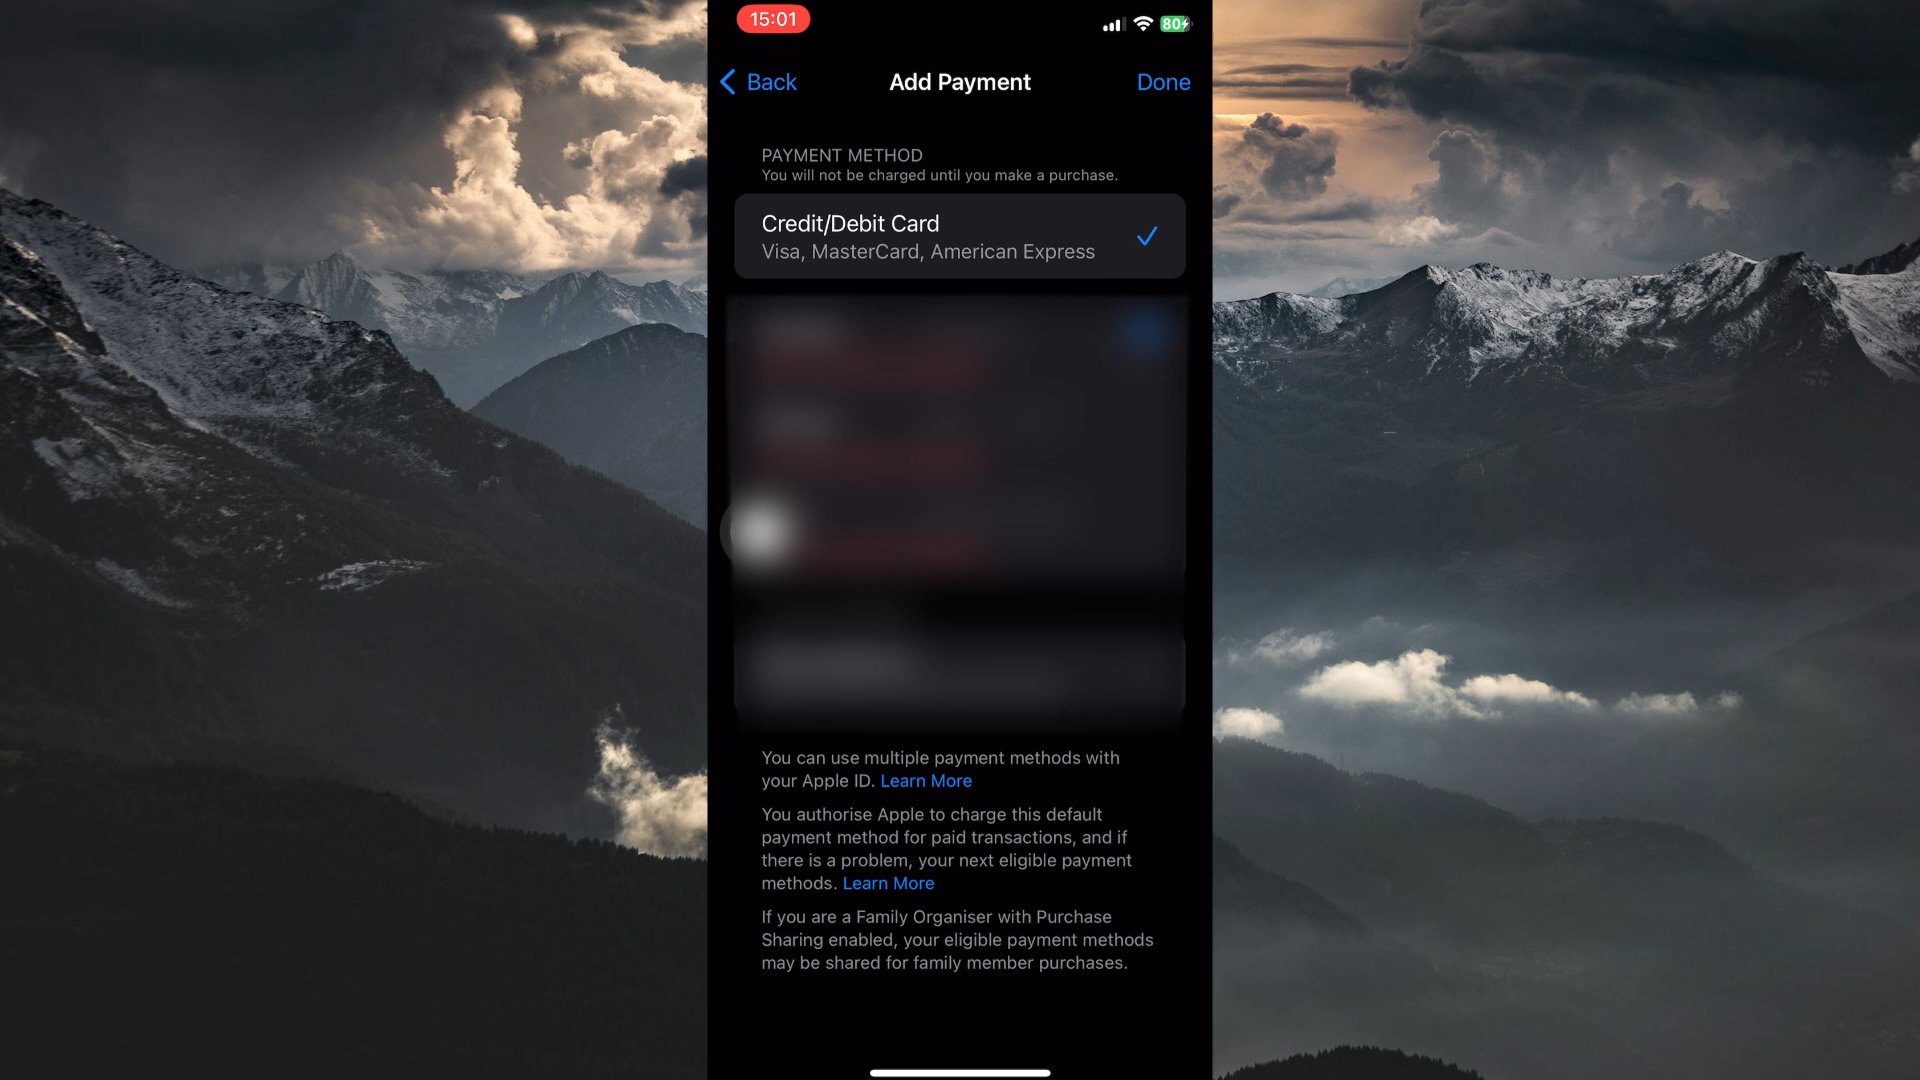 15:01
80
Back
Add Payment
Done
PAYMENT METHOD
You will not be charged until you make a purchase.
Credit/Debit Card
Visa, MasterCard, American Express
You can use multiple payment methods with
your Apple ID. Learn More
You authorise Apple to charge this default
payment method for paid transactions, and if
there is a problem, your next eligible payment
methods. Learn More
If you are a Family Organiser with Purchase
Sharing enabled, your eligible payment methods
may be shared for family member purchases.